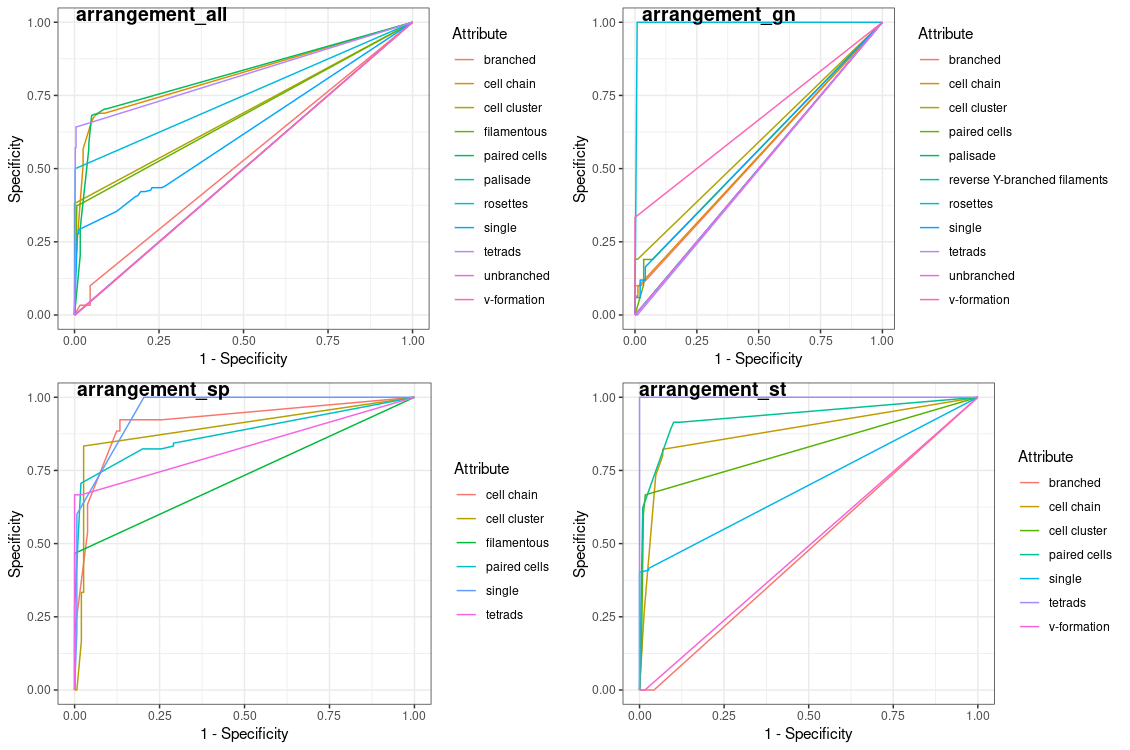 arrangement_all
1.00
0.75
0.50
0.25
0.00
Specificity
0.00 0.25 0.50 0.75 1.00
1 - Specificity
Attribute
branched
cell chain
cell cluster
filamentous
paired cells
palisade
rosettes
single
tetrads
unbranched
v-formation
arrangement_gn
1.00
0.75
0.50
0.25
0.00
Specificity
0.00 0.25 0.50 0.75 1.00
1 - Specificity
Attribute
branched
cell chain
cell cluster
paired cells
palisade
reverse Y-branched filaments
rosettes
single
tetrads
unbranched
v-formation
arrangement_sp
1.00
0.75
0.50
0.25
0.00
Specificity
0.00 0.25 0.50 0.75 1.00
1 - Specificity
Attribute
cell chain
cell cluster
filamentous
paired cells
single
tetrads
arrangement_st
1.00
0.75
0.50
0.25
0.00
Specificity
0.00 0.25 0.50 0.75 1.00
1 - Specificity
Attribute
branched
cell chain
cell cluster
paired cells
single
tetrads
v-formation